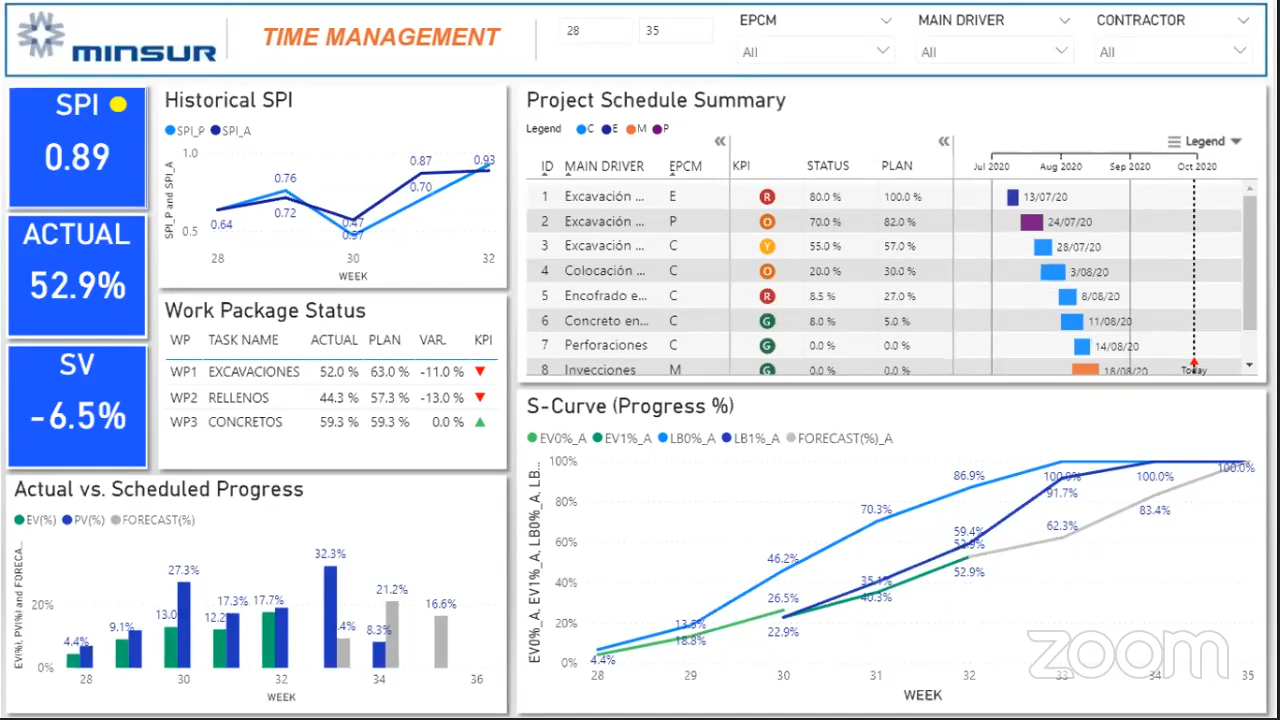 MINSUR
TIME MANAGEMENT
28 35
EPCM
All
MAIN DRIVER
All
CONTRACTOR
All
SPI
0.89
ACTUAL
52.9%
SV
-6.5%
Historical SPI
SPI_P SPI_A
SPI_P and SPI_A
1.0
0.5
0.64 0.76 0.72 0.47 0.87 0.70 0.93
28 30 32
WEEK
Work Package Status
WP TASK NAME ACTUAL PLAN VAR. KPI
WP1 EXCAVACIONES 52.0 % 63.0 % -11.0 %
WP2 RELLENOS 44.3 % 57.3 % -13.0 %
WP3 CONCRETOS 59.3 % 59.3 % 0.0 %
Project Schedule Summary
Legend C E M P
Legend
Jul 2020 Aug 2020 Sep 2020 Oct 2020
ID MAIN DRIVER EPCM KPI STATUS PLAN
1 Excavación ... E R 80.0 % 100.0 % 13/07/20
2 Excavación ... P O 70.0 % 82.0 % 24/07/20
3 Excavación ... C Y 55.0 % 57.0 % 28/07/20
4 Colocación ... C O 20.0 % 30.0 % 3/08/20
5 Encofrado e... C R 8.5 % 27.0 % 8/08/20
6 Concreto en... C G 8.0 % 5.0 % 11/08/20
7 Perforaciones C G 0.0 % 0.0 % 14/08/20
8 Inyecciones M G 0.0 % 0.0 % 18/08/20
Today
Actual vs. Scheduled Progress
EV(%) PV(%) FORECAST(%)
EV(%), PV(%) and FORECA...
20%
0%
4.4% 9.1% 13.0% 27.3% 12.2 17.3% 17.7% 32.3% .4% 8.3% 21.2% 16.6%
28 30 32 34 36
WEEK
S-Curve (Progress %)
EV0%_A EV1%_A LB0%_A LB1%_A FORECAST(%)_A
EV0%_A, EV1%_A, LB0%_A, LB...
100%
80%
60%
40%
20%
0%
4.4% 13.5% 18.8% 46.2% 26.5% 22.9% 70.3% 35.1% 40.3% 86.9% 59.4% 52.9% 52.9% 100.0% 91.7% 62.3% 100.0% 83.4% 100.0%
28 29 30 31 32 33 34 35
WEEK
zoom